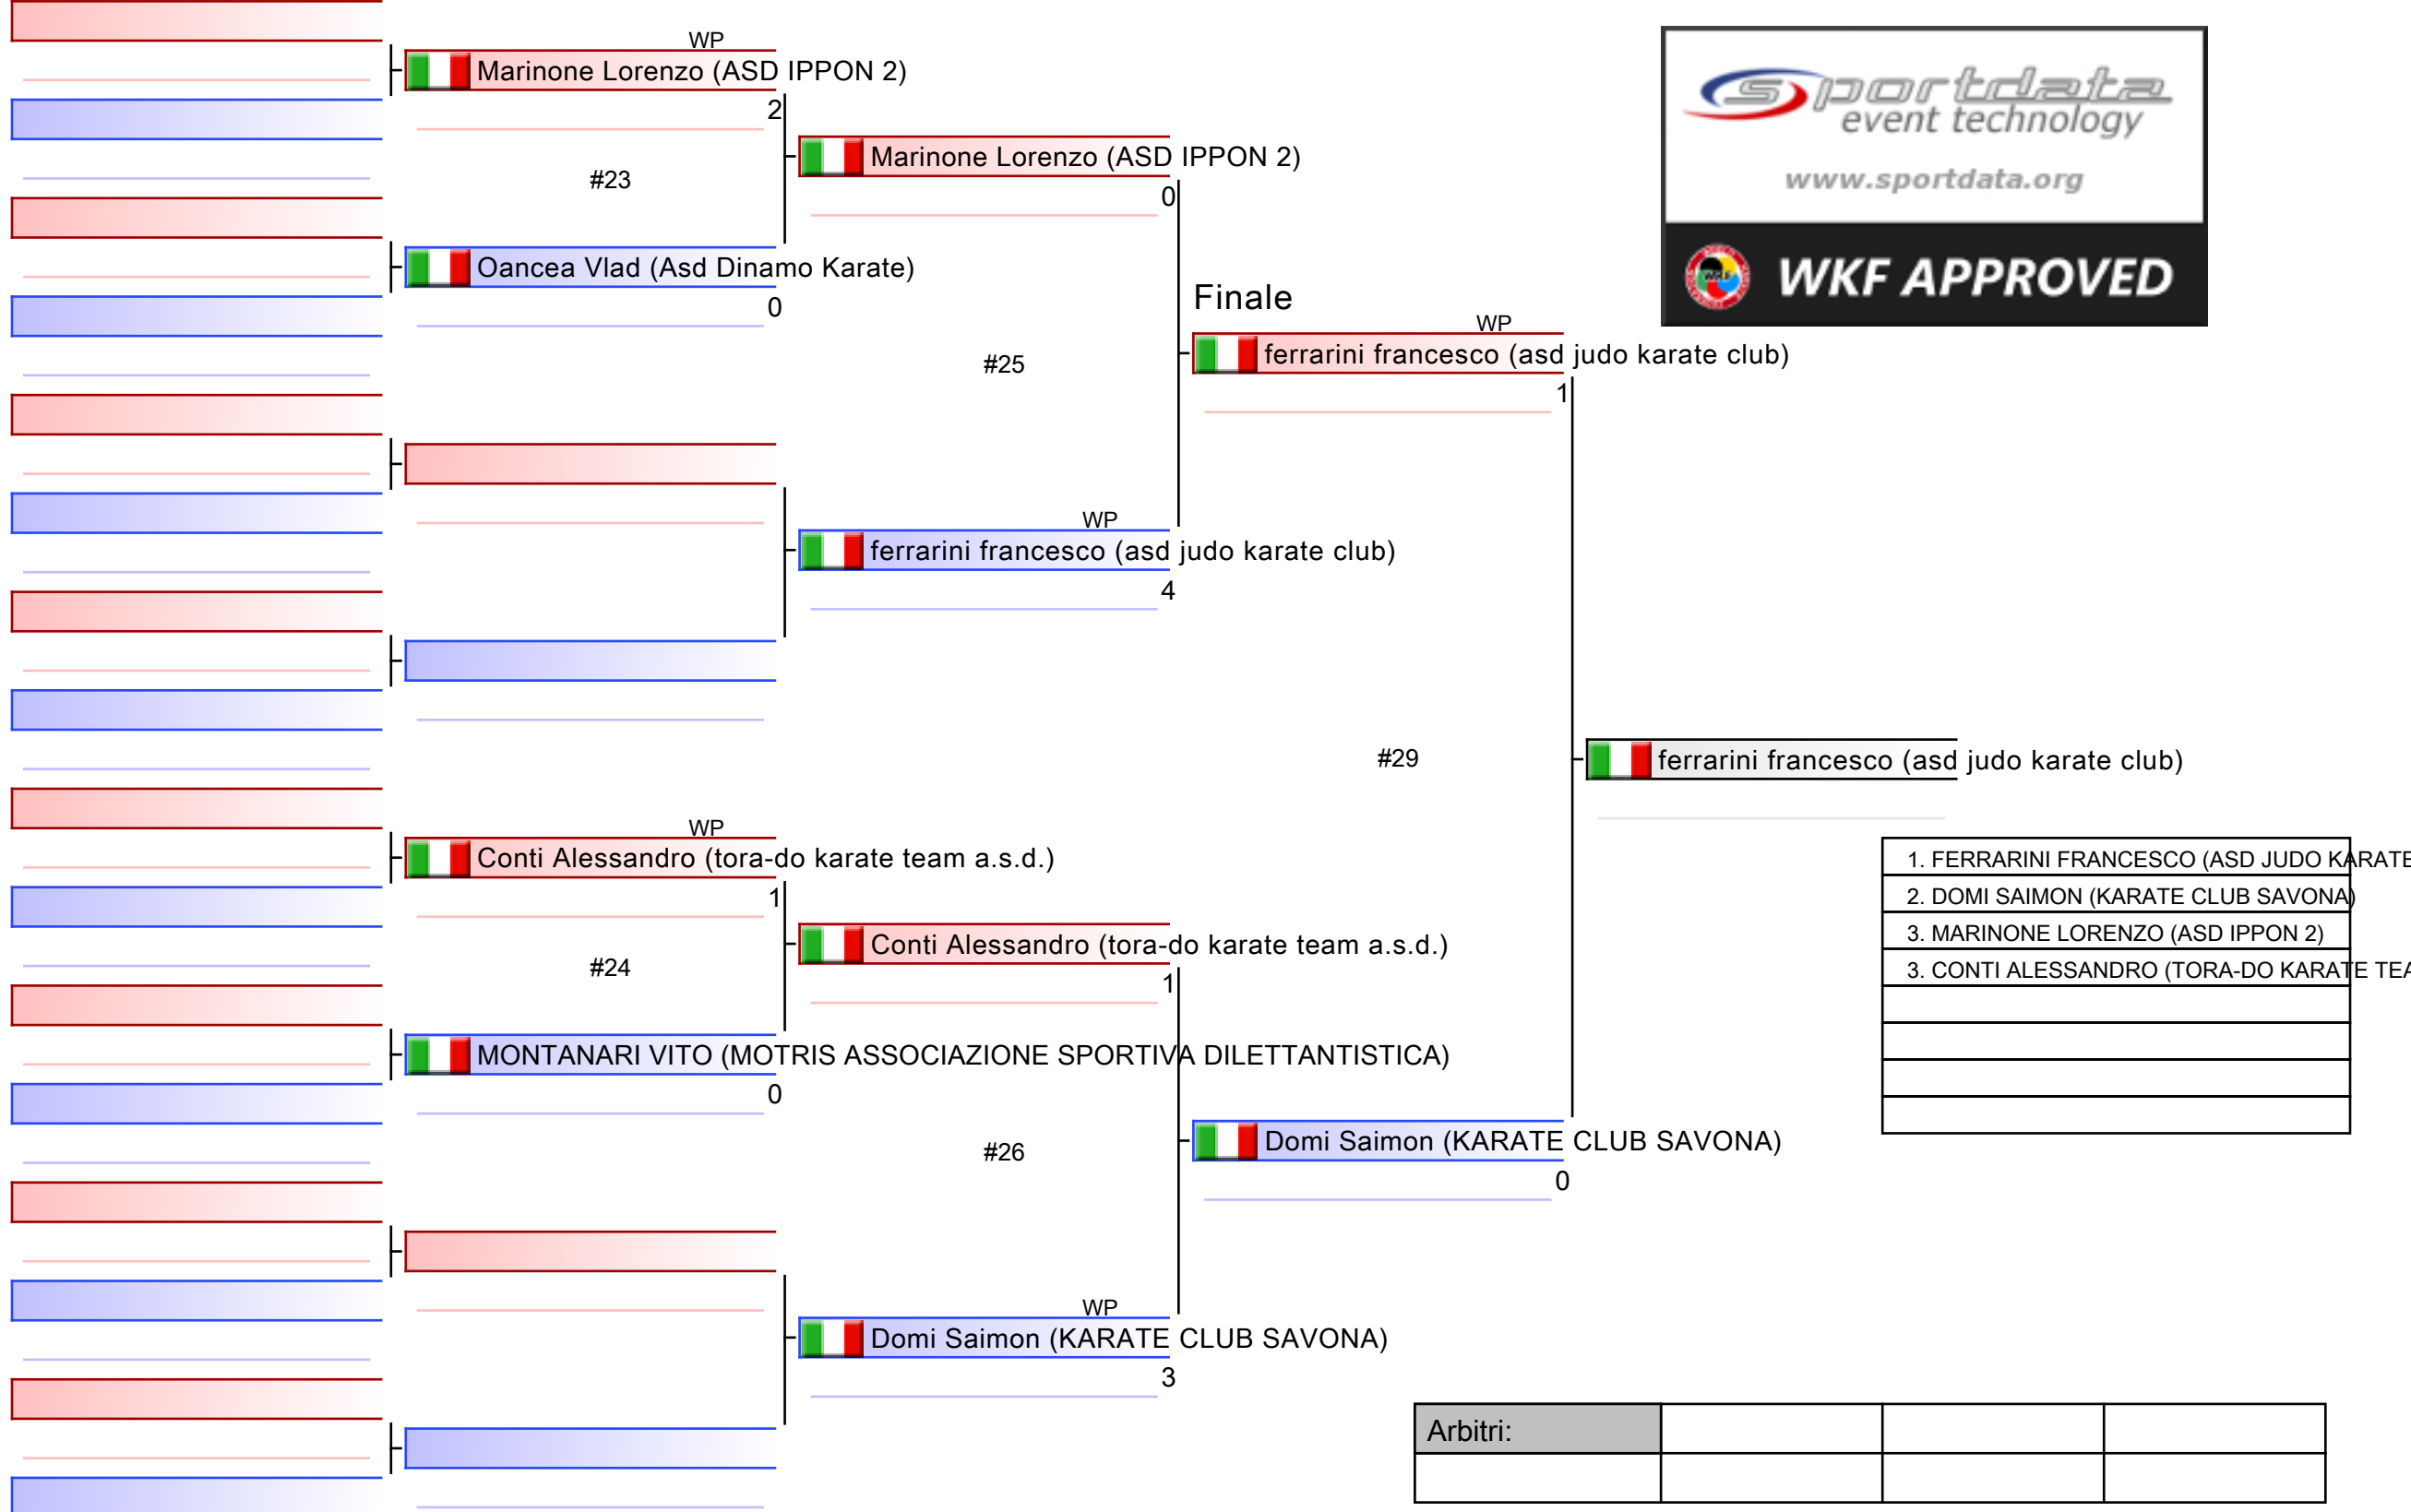 WP
Marinone Lorenzo (ASD IPPON 2)
2
#23
Oancea Vlad (Asd Dinamo Karate)
0
Marinone Lorenzo (ASD IPPON 2)
0
#25
WP
ferrarini francesco (asd judo karate club)
4
Finale
WP
ferrarini francesco (asd judo karate club)
1
sportdata
event technology
www.sportdata.org
WKF
WKF APPROVED
#29
ferrarini francesco (asd judo karate club)
WP
Conti Alessandro (tora-do karate team a.s.d.)
1
#24
MONTANARI VITO (MOTRIS ASSOCIAZIONE SPORTIVA DILETTANTISTICA)
0
Conti Alessandro (tora-do karate team a.s.d.)
1
#26
WP
Domi Saimon (KARATE CLUB SAVONA)
3
Domi Saimon (KARATE CLUB SAVONA)
0
1. FERRARINI FRANCESCO (ASD JUDO KARATE
2. DOMI SAIMON (KARATE CLUB SAVONA)
3. MARINONE LORENZO (ASD IPPON 2)
3. CONTI ALESSANDRO (TORA-DO KARATE TEA
Arbitri: